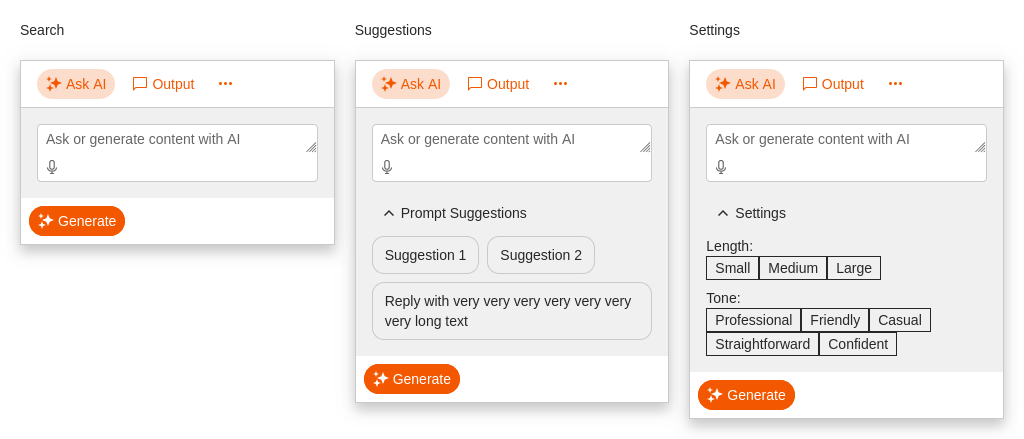 Search
Ask AI Output
Ask or generate content with AI
Generate
Suggestions
Ask AI Output
Ask or generate content with AI
Prompt Suggestions
Suggestion 1 Suggestion 2
Reply with very very very very very very
very long text
Generate
Settings
Ask AI Output
Ask or generate content with AI
Settings
Length:
Small Medium Large
Tone:
Professional Friendly Casual
Straightforward Confident
Generate